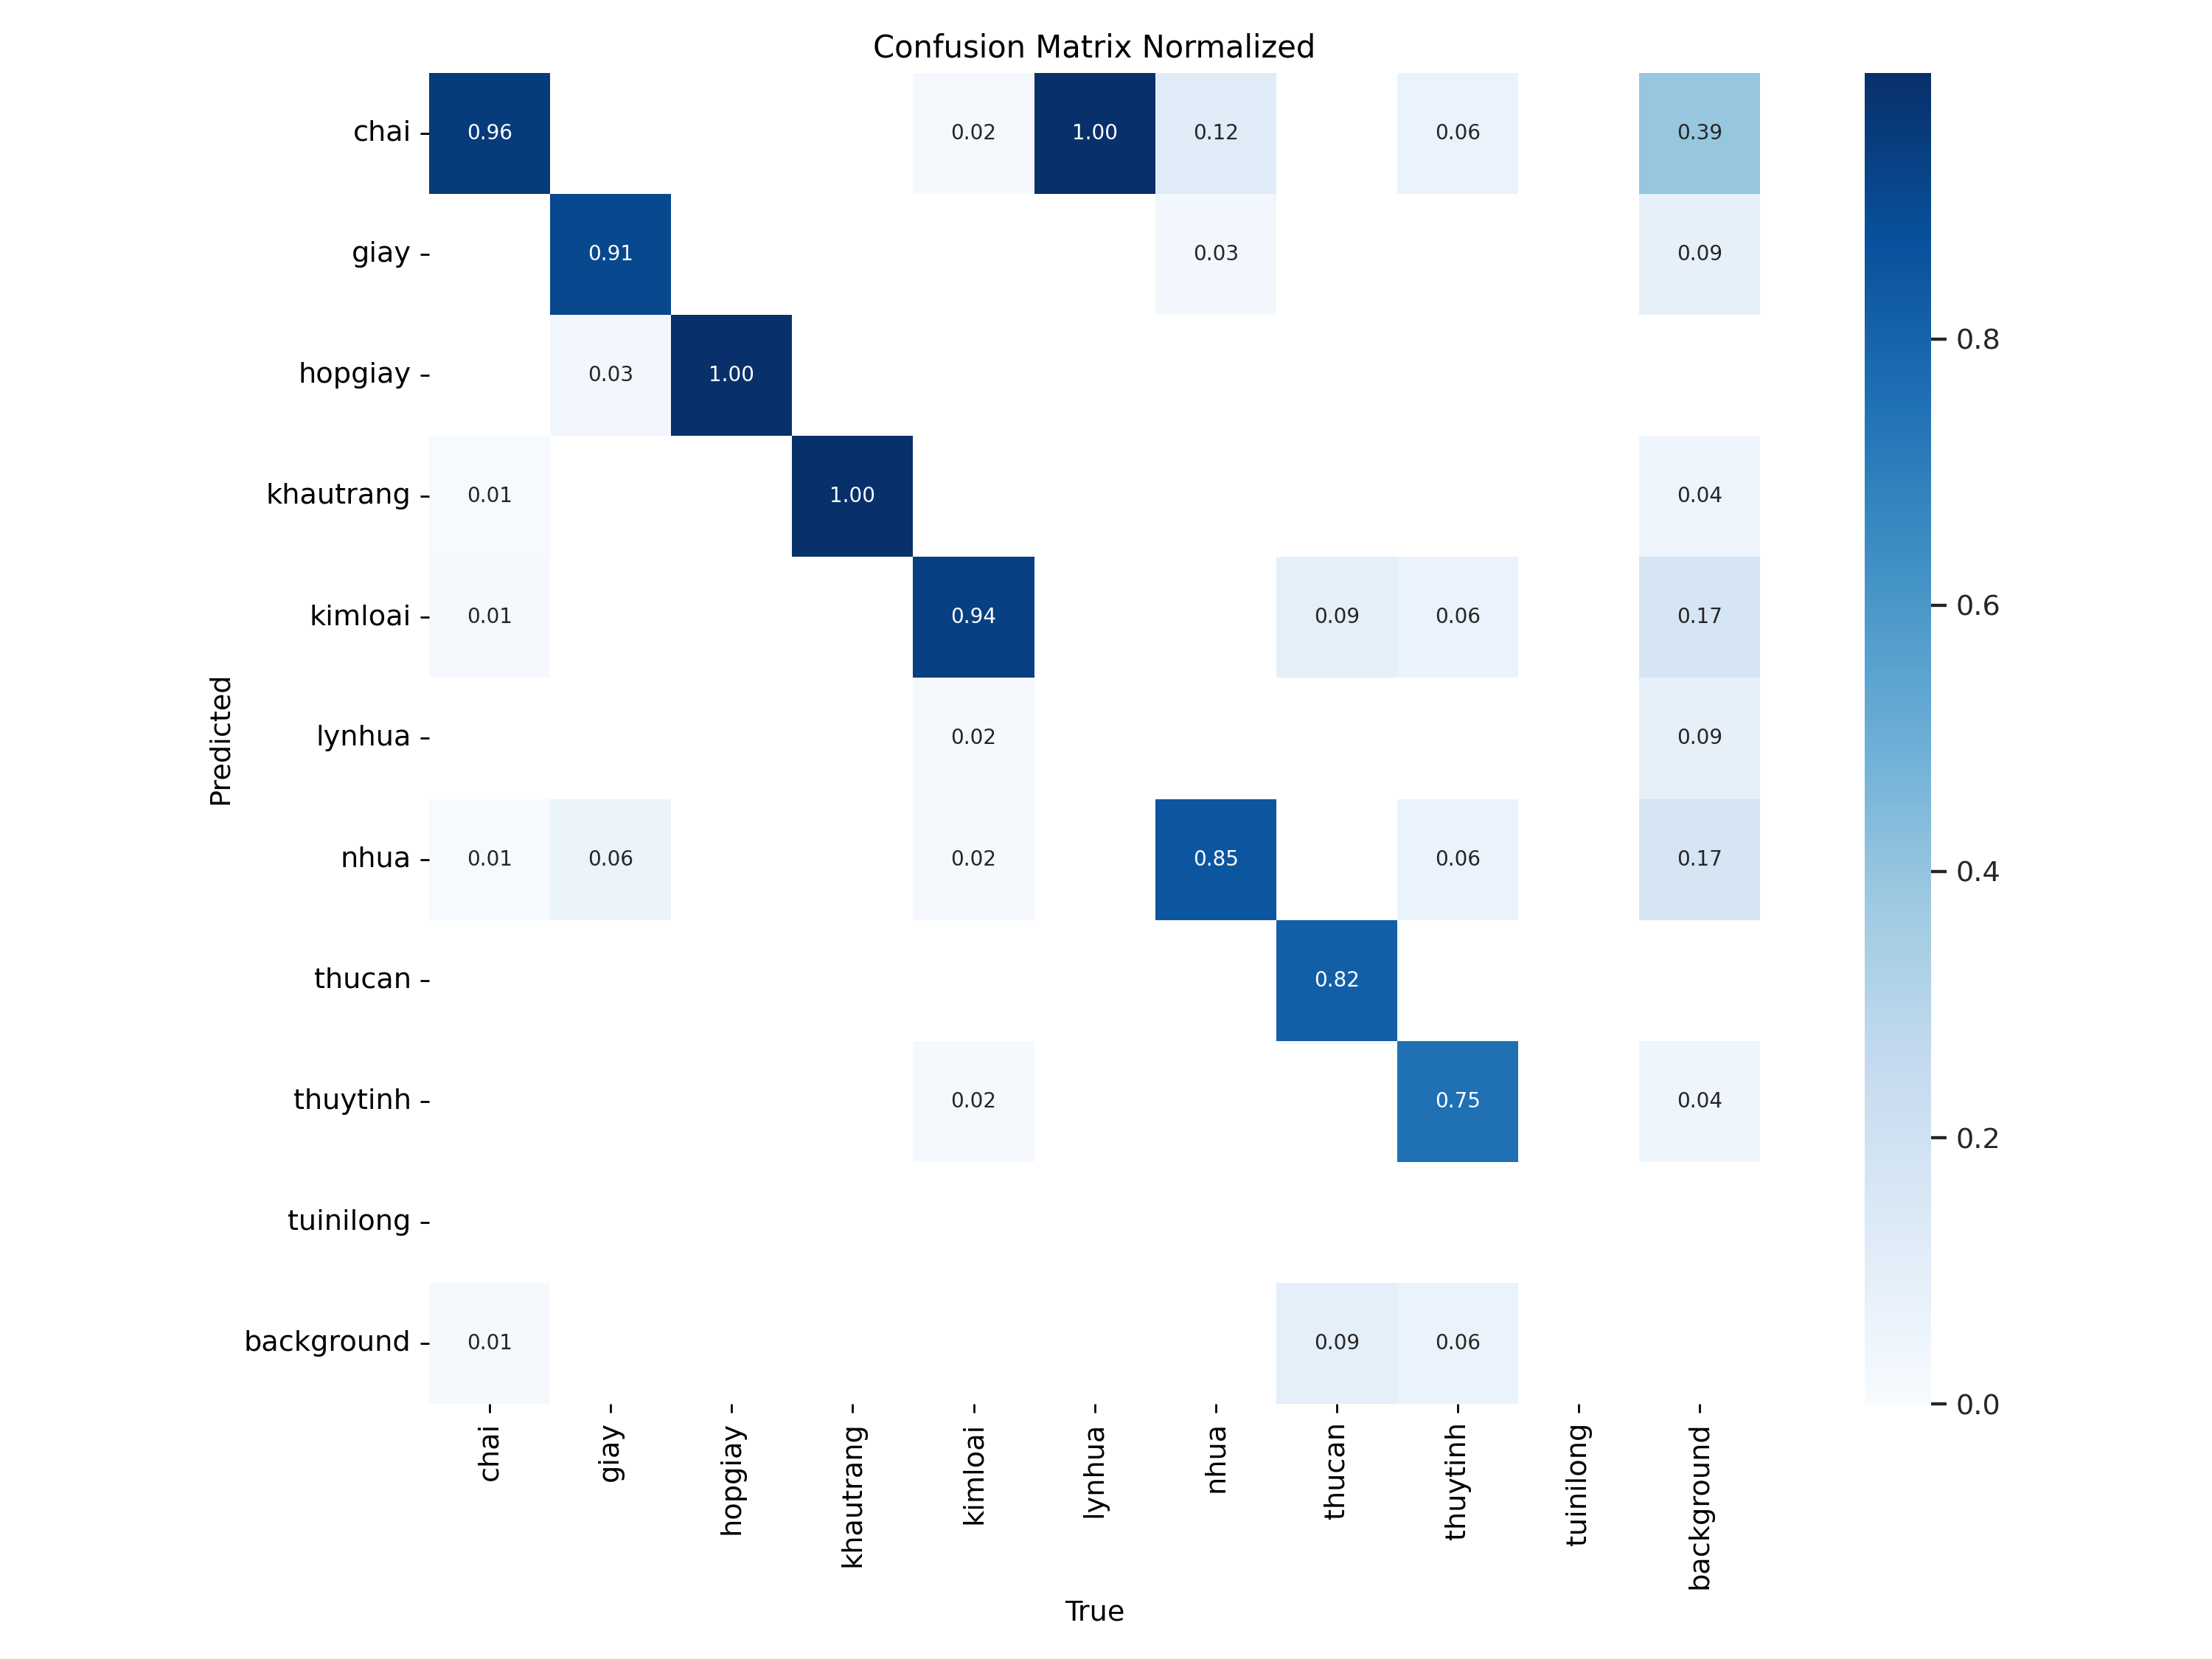 Confusion Matrix Normalized
chai 0.96 0.02 1.00 0.12 0.06 0.39
giay 0.91 0.03 0.09
hopgiay 0.03 1.00
khautrang 0.01 1.00 0.04
kimloai 0.01 0.94 0.09 0.06 0.17
lynhua 0.02 0.09
nhua 0.01 0.06 0.02 0.85 0.06 0.17
thucan 0.82
thuytinh 0.02 0.75 0.04
tuinilong
background 0.01 0.09 0.06
Predicted
chai giay hopgiay khautrang kimloai lynhua nhua thucan thuytinh tuinilong background
True
0.8
0.6
0.4
0.2
0.0